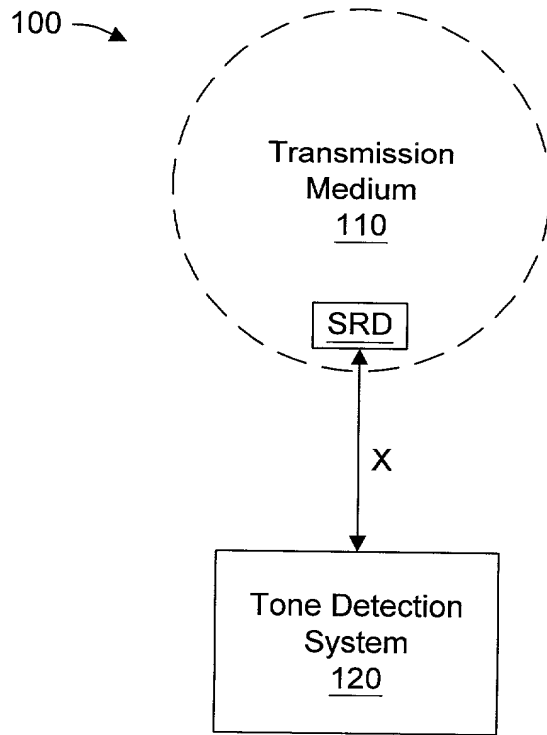 100
Transmission
Medium
110
SRD
X
Tone Detection
System
120